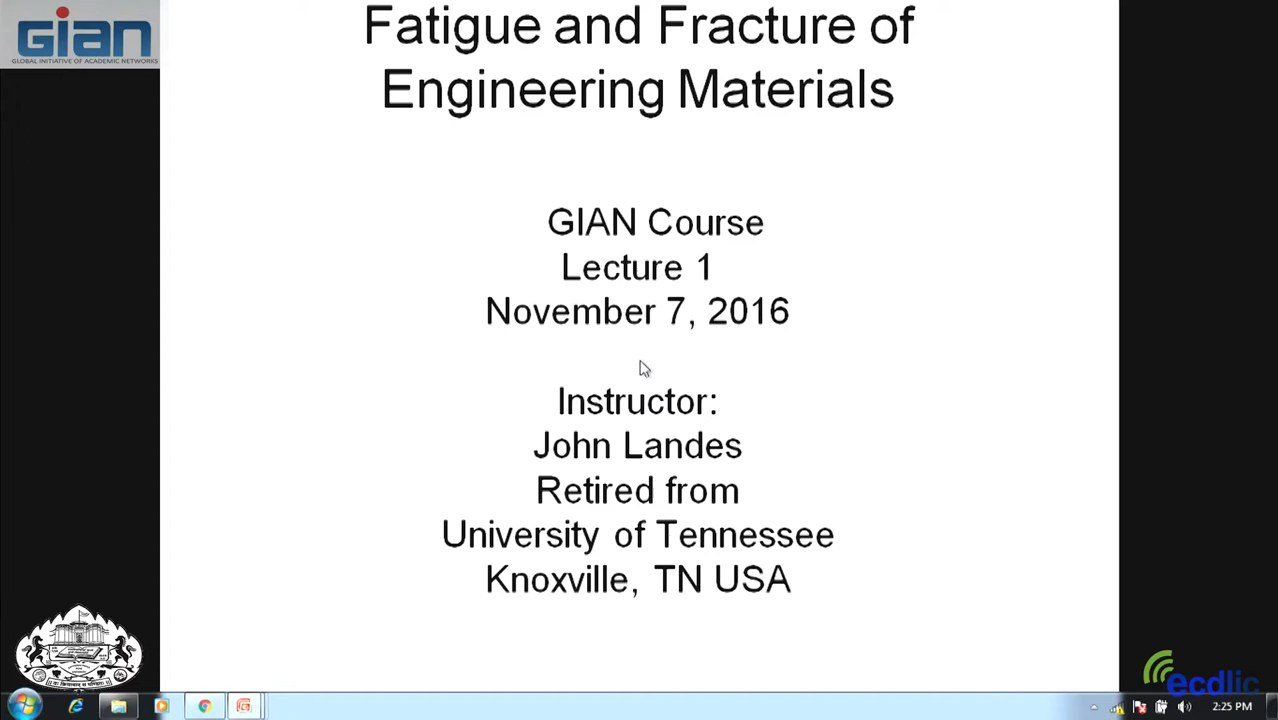 gian
GLOBAL INITIATIVE OF ACADEMIC NETWORKS
Fatigue and Fracture of
Engineering Materials
GIAN Course
Lecture 1
November 7, 2016
Instructor:
John Landes
Retired from
University of Tennessee
Knoxville, TN USA
ecdlic
2:25 PM